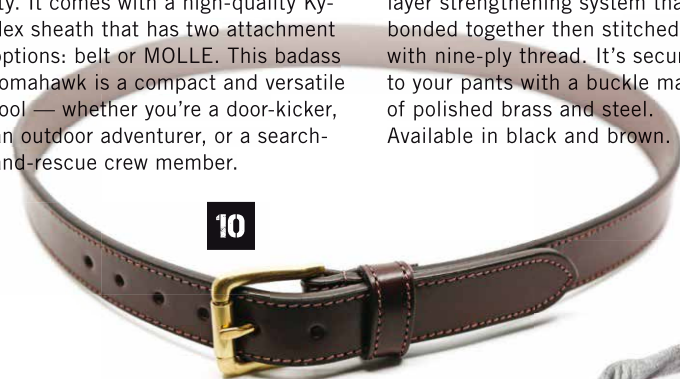 ty. It comes with a high-quality Ky-
dex sheath that has two attachment
options: belt or MOLLE. This badass
tomahawk is a compact and versatile
tool — whether you're a door-kicker,
an outdoor adventurer, or a search-
and-rescue crew member.
layer strengthening system tha
bonded together then stitched
with nine-ply thread. It's secur
to your pants with a buckle ma
of polished brass and steel.
Available in black and brown.
10